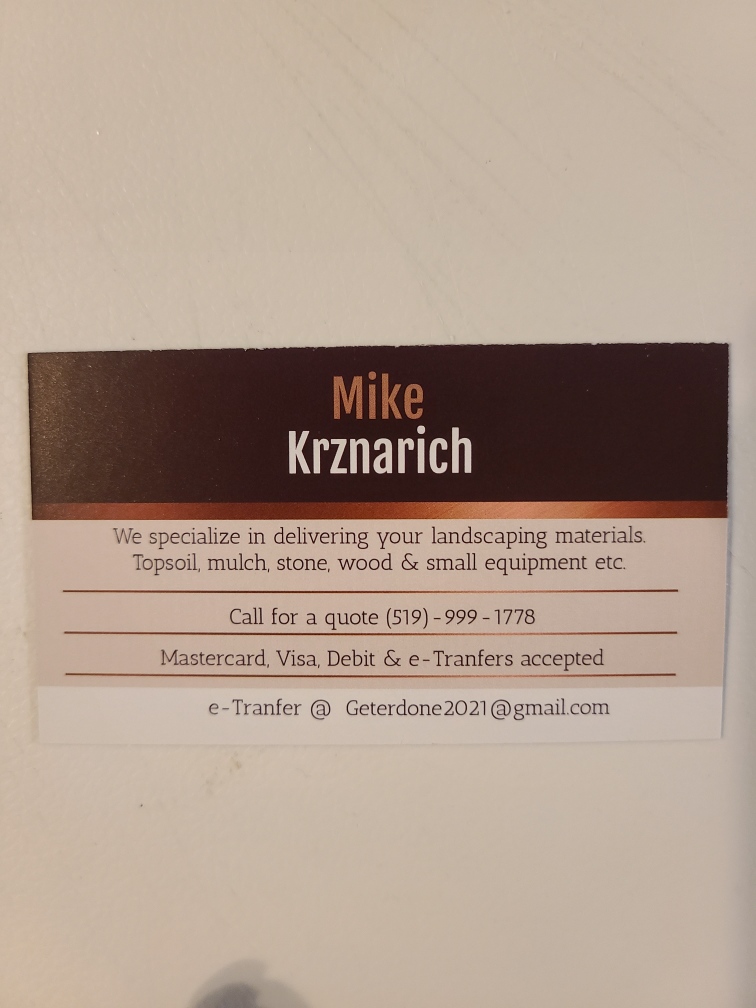 Mike
Krznarich
We specialize in delivering your landscaping materials.
Topsoil, mulch, stone, wood & small equipment etc.
Call for a quote (519)-999-1778
Mastercard, Visa, Debit & e-Tranfers accepted
e-Tranfer @ Geterdone2021@gmail.com